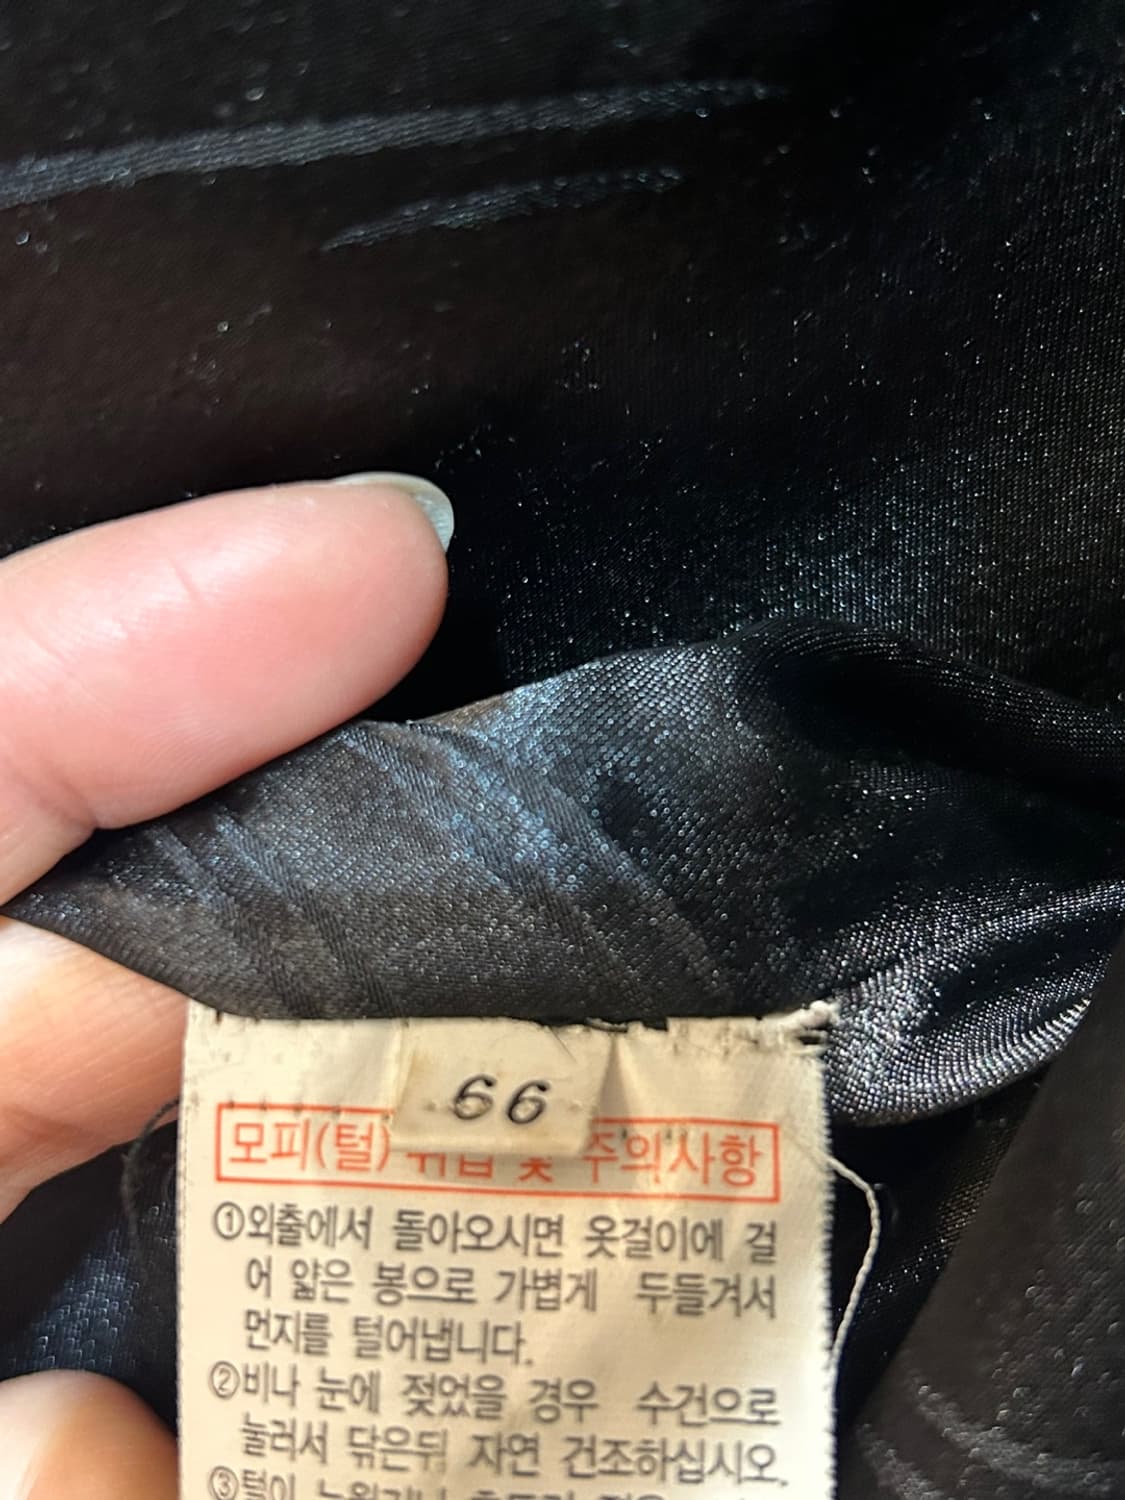 66
모피(털) 취급 및 주의사항
①외출에서 돌아오시면 옷걸이에 걸
어 얇은 봉으로 가볍게 두들겨서
먼지를 털어냅니다.
②비나 눈에 젖었을 경우 수건으로
눌러서 닦은뒤 자연 건조하십시오.
③털이